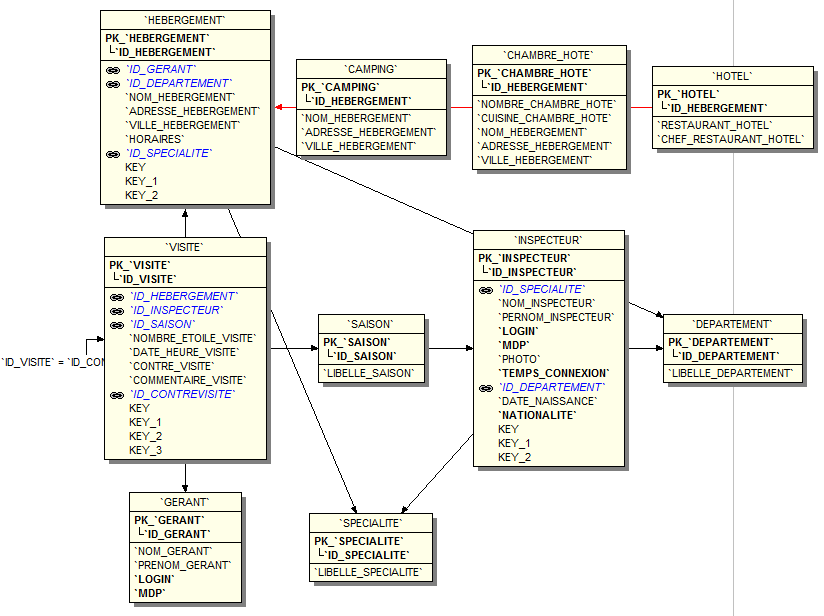 `HEBERGEMENT`
PK_`HEBERGEMENT`
`ID_HEBERGEMENT`
`ID_GERANT`
`ID_DEPARTEMENT`
`NOM_HEBERGEMENT`
`ADRESSE_HEBERGEMENT`
`VILLE_HEBERGEMENT`
`HORAIRES`
`ID_SPECIALITE`
KEY
KEY_1
KEY_2
`CAMPING`
PK_`CAMPING`
`ID_HEBERGEMENT`
`NOM_HEBERGEMENT`
`ADRESSE_HEBERGEMENT`
`VILLE_HEBERGEMENT`
`CHAMBRE_HOTE`
PK_`CHAMBRE_HOTE`
`ID_HEBERGEMENT`
`NOMBRE_CHAMBRE_HOTE`
`CUISINE_CHAMBRE_HOTE`
`NOM_HEBERGEMENT`
`ADRESSE_HEBERGEMENT`
`VILLE_HEBERGEMENT`
`HOTEL`
PK_`HOTEL`
`ID_HEBERGEMENT`
`RESTAURANT_HOTEL`
`CHEF_RESTAURANT_HOTEL`
`VISITE`
PK_`VISITE`
`ID_VISITE`
`ID_HEBERGEMENT`
`ID_INSPECTEUR`
`ID_SAISON`
`NOMBRE_ETOILE_VISITE`
`DATE_HEURE_VISITE`
`CONTRE_VISITE`
`COMMENTAIRE_VISITE`
`ID_CONTREVISITE`
KEY
KEY_1
KEY_2
KEY_3
`ID_VISITE` = `ID_CON
`SAISON`
PK_`SAISON`
`ID_SAISON`
`LIBELLE_SAISON`
`INSPECTEUR`
PK_`INSPECTEUR`
`ID_INSPECTEUR`
`ID_SPECIALITE`
`NOM_INSPECTEUR`
`PERNOM_INSPECTEUR`
`LOGIN`
`MDP`
`PHOTO`
`TEMPS_CONNEXION`
`ID_DEPARTEMENT`
`DATE_NAISSANCE`
`NATIONALITE`
KEY
KEY_1
KEY_2
`DEPARTEMENT`
PK_`DEPARTEMENT`
`ID_DEPARTEMENT`
`LIBELLE_DEPARTEMENT`
`GERANT`
PK_`GERANT`
`ID_GERANT`
`NOM_GERANT`
`PRENOM_GERANT`
`LOGIN`
`MDP`
`SPECIALITE`
PK_`SPECIALITE`
`ID_SPECIALITE`
`LIBELLE_SPECIALITE`